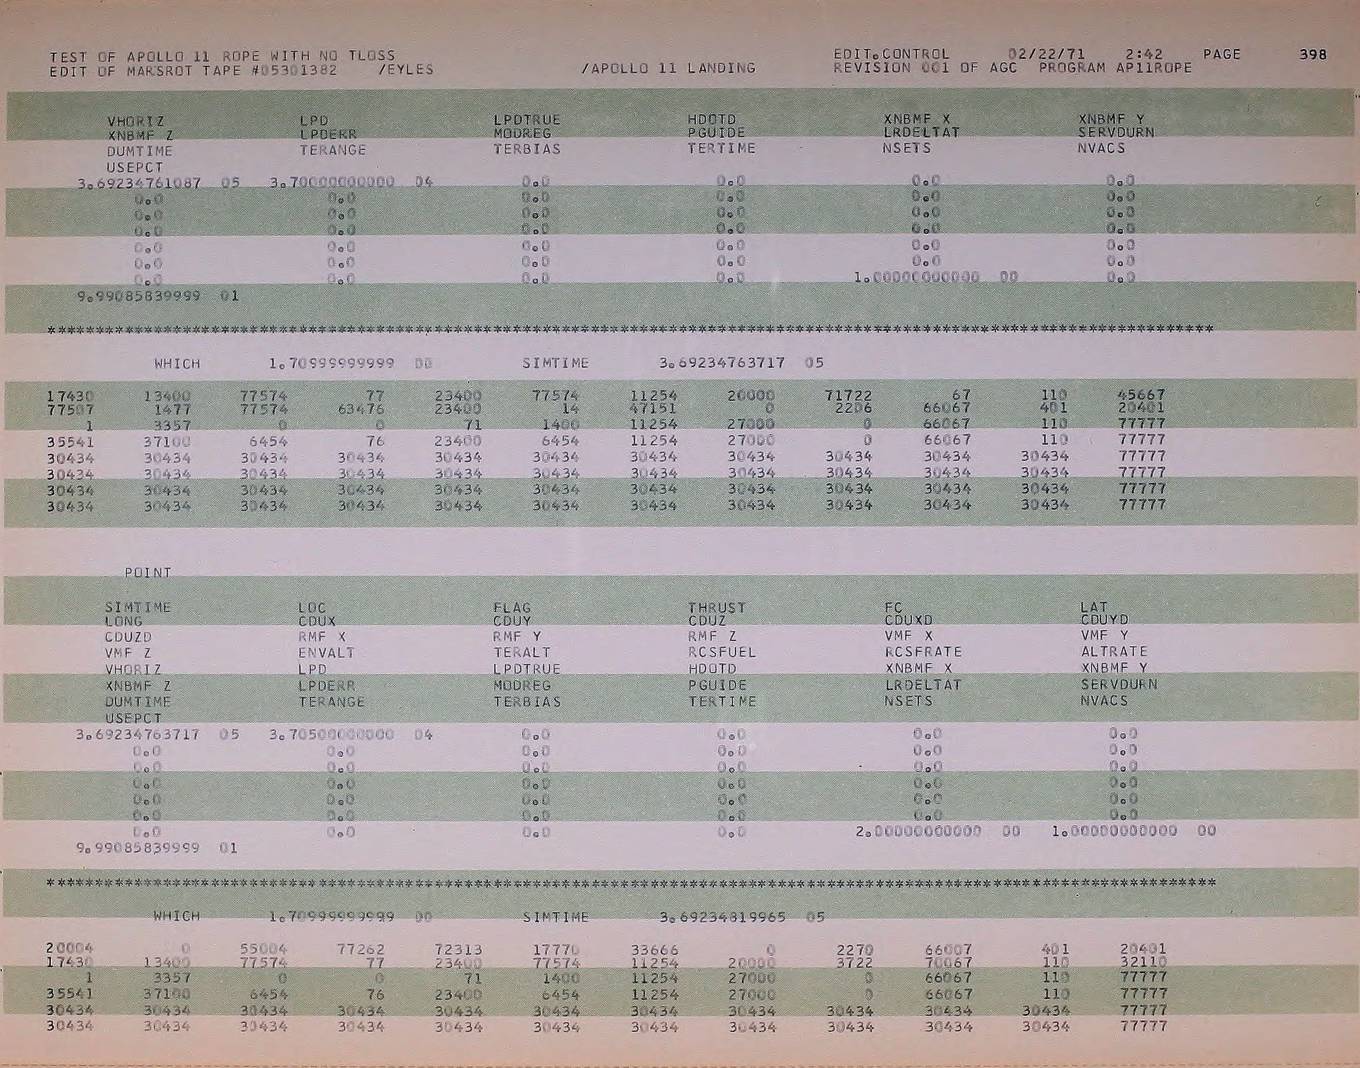 TEST OF APOLLO 11 ROPE WITH NO TLOSS EDIT.CONTROL 02/22/71 2:42 PAGE 398
EDIT OF MARSROT TAPE #05301382 /EYLES /APOLLO 11 LANDING REVISION 001 OF AGC PROGRAM AP11ROPE
VHORIZ LPD LPDTRUE HDOTD XNBMF X XNBMF Y
XNBMF Z LPDERR MODREG PGUIDE LRDELTAT SERVDURN
DUMTIME TERANGE TERBIAS TERTIME NSETS NVACS
USEPCT
3.69234761087 05 3.70000000000 04 0.0 0.0 0.0 0.0
0.0 0.0 0.0 0.0 0.0 0.0
0.0 0.0 0.0 0.0 0.0 0.0
0.0 0.0 0.0 0.0 0.0 0.0
0.0 0.0 0.0 0.0 0.0 0.0
0.0 0.0 0.0 0.0 0.0 0.0
0.0 0.0 0.0 0.0 1.00000000000 00 0.0
9.99085839999 01
************************************************************************************************************************
WHICH 1.70999999999 00 SIMTIME 3.69234763717 05
17430 13400 77574 77 23400 77574 11254 20000 71722 67 110 45667
77507 1477 77574 63476 23400 14 47151 0 2206 66067 401 20401
1 3357 0 0 71 1400 11254 27000 0 66067 110 77777
35541 37100 6454 76 23400 6454 11254 27000 0 66067 110 77777
30434 30434 30434 30434 30434 30434 30434 30434 30434 30434 30434 77777
30434 30434 30434 30434 30434 30434 30434 30434 30434 30434 30434 77777
30434 30434 30434 30434 30434 30434 30434 30434 30434 30434 30434 77777
30434 30434 30434 30434 30434 30434 30434 30434 30434 30434 30434 77777
POINT
SIMTIME LOC FLAG THRUST FC LAT
LONG CDUX CDUY CDUZ CDUXD CDUYD
CDUZD RMF X RMF Y RMF Z VMF X VMF Y
VMF Z ENVALT TERALT RCSFUEL RCSFRATE ALTRATE
VHORIZ LPD LPDTRUE HDOTD XNBMF X XNBMF Y
XNBMF Z LPDERR MODREG PGUIDE LRDELTAT SERVDURN
DUMTIME TERANGE TERBIAS TERTIME NSETS NVACS
USEPCT
3.69234763717 05 3.70500000000 04 0.0 0.0 0.0 0.0
0.0 0.0 0.0 0.0 0.0 0.0
0.0 0.0 0.0 0.0 0.0 0.0
0.0 0.0 0.0 0.0 0.0 0.0
0.0 0.0 0.0 0.0 0.0 0.0
0.0 0.0 0.0 0.0 0.0 0.0
0.0 0.0 0.0 0.0 2.00000000000 00 1.00000000000 00
9.99085839999 01
************************************************************************************************************************
WHICH 1.70999999999 00 SIMTIME 3.69234819965 05
20004 0 55004 77262 72313 17770 33666 0 2270 66007 401 20401
17430 13400 77574 77 23400 77574 11254 20000 3722 70067 110 32110
1 3357 0 0 71 1400 11254 27000 0 66067 110 77777
35541 37100 6454 76 23400 6454 11254 27000 0 66067 110 77777
30434 30434 30434 30434 30434 30434 30434 30434 30434 30434 30434 77777
30434 30434 30434 30434 30434 30434 30434 30434 30434 30434 30434 77777